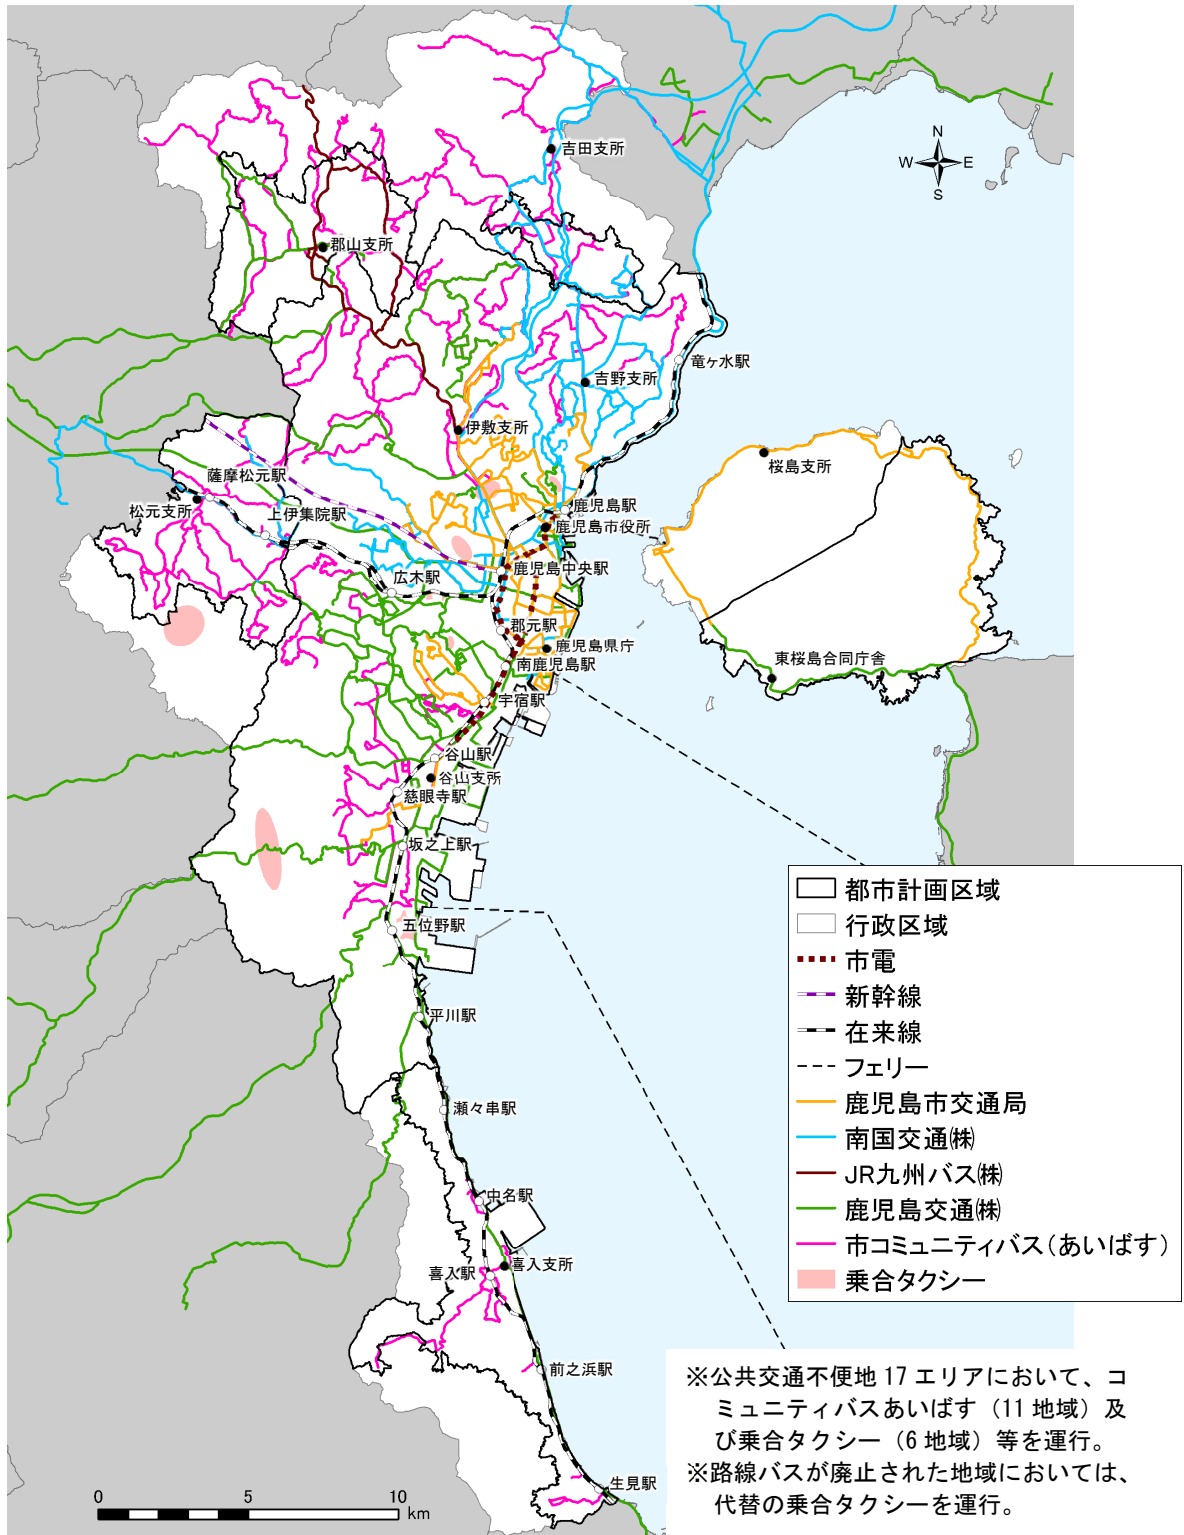 N
W E
S
吉田支所
郡山支所
竜ヶ水駅
吉野支所
伊敷支所
桜島支所
薩摩松元駅
松元支所
上伊集院駅
鹿児島駅
鹿児島市役所
鹿児島中央駅
広木駅
郡元駅
鹿児島県庁
南鹿児島駅
東桜島合同庁舎
宇宿駅
谷山駅
谷山支所
慈眼寺駅
坂之上駅
五位野駅
平川駅
瀬々串駅
中名駅
喜入支所
喜入駅
前之浜駅
生見駅
都市計画区域
行政区域
市電
新幹線
在来線
フェリー
鹿児島市交通局
南国交通㈱
JR九州バス㈱
鹿児島交通㈱
市コミュニティバス(あいばす)
乗合タクシー
※公共交通不便地 17 エリアにおいて、コ
ミュニティバスあいばす（11 地域）及
び乗合タクシー（6 地域）等を運行。
※路線バスが廃止された地域においては、
代替の乗合タクシーを運行。
0 5 10
km